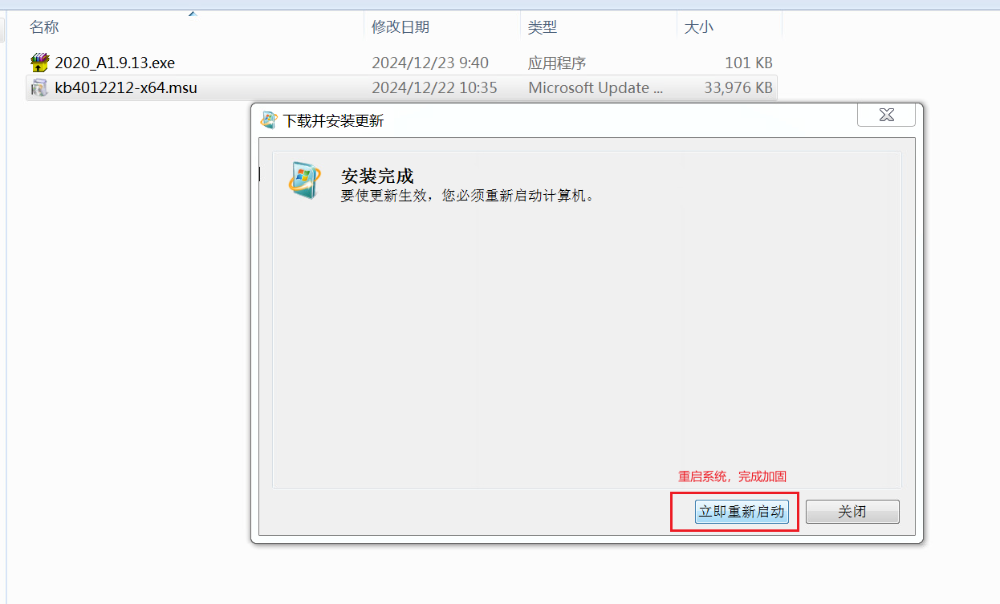 名称 修改日期 类型 大小
2020_A1.9.13.exe 2024/12/23 9:40 应用程序 101 KB
kb4012212-x64.msu 2024/12/22 10:35 Microsoft Update ... 33,976 KB
下载并安装更新
安装完成
要使更新生效，您必须重新启动计算机。
重启系统，完成加固
立即重新启动 关闭